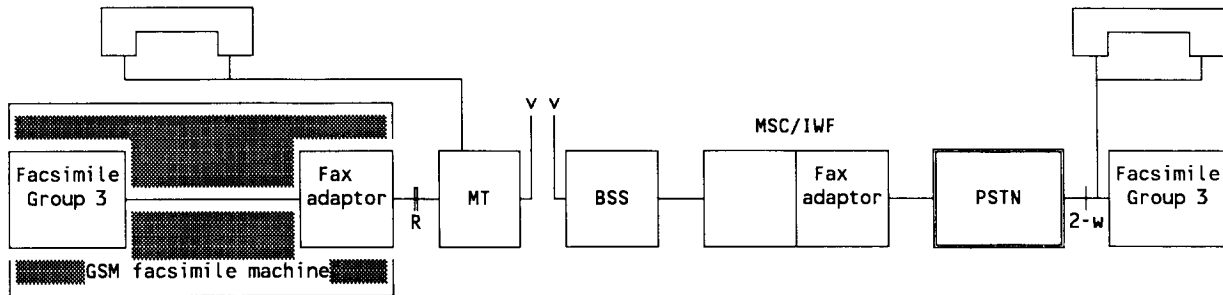 v v
MSC/IWF
Facsimile
Group 3
Fax
adaptor
R
MT
BSS
Fax
adaptor
PSTN
2-w
Facsimile
Group 3
GSM facsimile machine